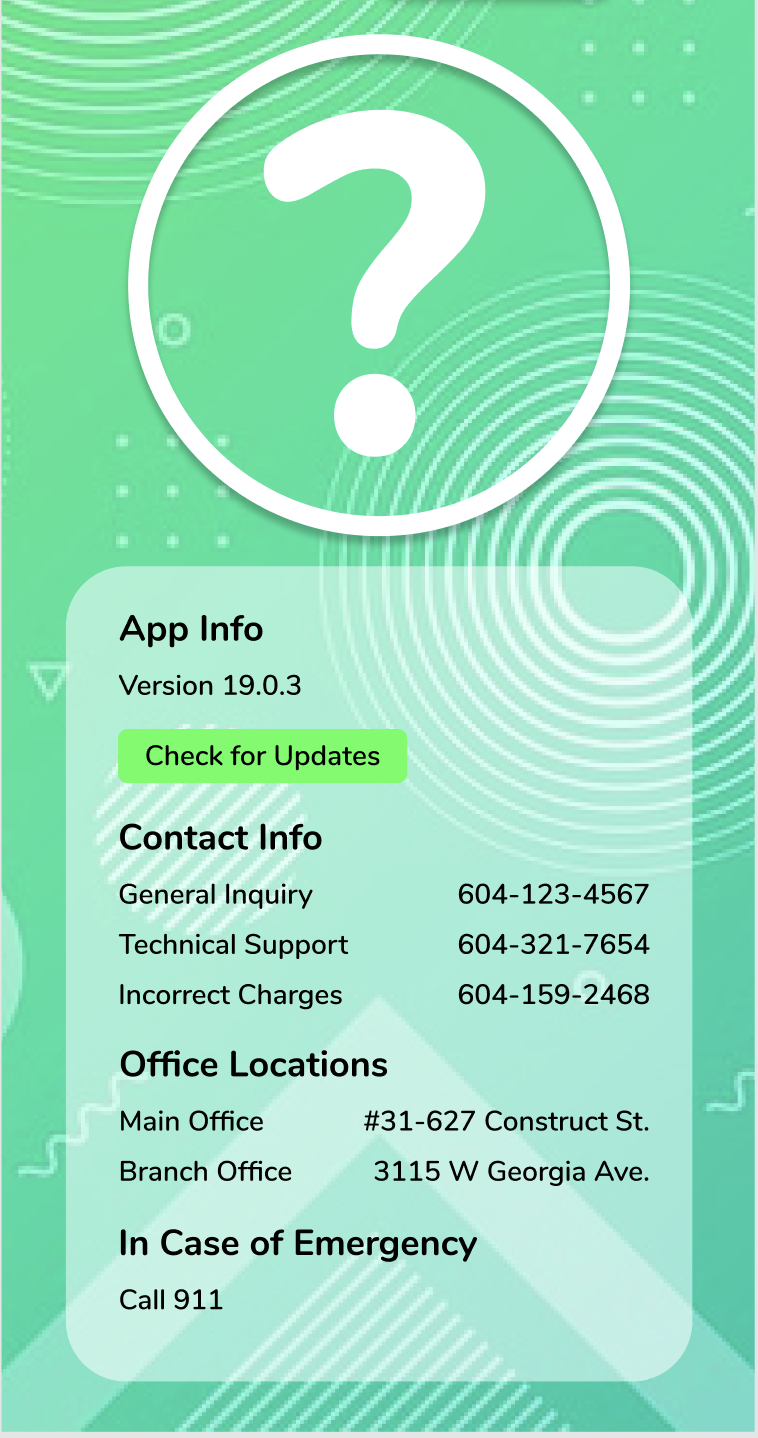 ?
App Info
Version 19.0.3
Check for Updates
Contact Info
General Inquiry 604-123-4567
Technical Support 604-321-7654
Incorrect Charges 604-159-2468
Office Locations
Main Office #31-627 Construct St.
Branch Office 3115 W Georgia Ave.
In Case of Emergency
Call 911